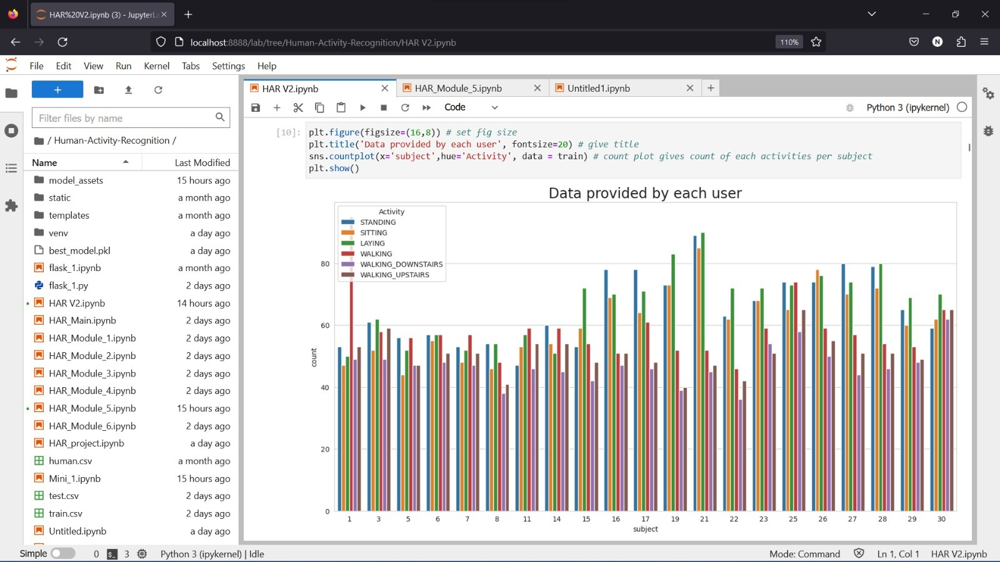 HAR%20V2.ipynb (3) - JupyterLa
localhost:8888/lab/tree/Human-Activity-Recognition/HAR V2.ipynb
110%
N
File Edit View Run Kernel Tabs Settings Help
+
Filter files by name
/ Human-Activity-Recognition /
Name Last Modified
model_assets 15 hours ago
static a month ago
templates a month ago
venv a day ago
best_model.pkl a day ago
flask_1.ipynb a month ago
flask_1.py 2 days ago
HAR V2.ipynb 14 hours ago
HAR_Main.ipynb 2 days ago
HAR_Module_1.ipynb 2 days ago
HAR_Module_2.ipynb 2 days ago
HAR_Module_3.ipynb 2 days ago
HAR_Module_4.ipynb 2 days ago
HAR_Module_5.ipynb 15 hours ago
HAR_Module_6.ipynb 2 days ago
HAR_project.ipynb a day ago
human.csv a month ago
Mini_1.ipynb 15 hours ago
test.csv 2 days ago
train.csv 2 days ago
Untitled.ipynb a day ago
HAR V2.ipynb HAR_Module_5.ipynb Untitled1.ipynb
Code Python 3 (ipykernel)
[10]: plt.figure(figsize=(16,8)) # set fig size
plt.title('Data provided by each user', fontsize=20) # give title
sns.countplot(x='subject',hue='Activity', data = train) # count plot gives count of each activities per subject
plt.show()
Data provided by each user
Activity
STANDING
SITTING
LAYING
WALKING
WALKING_DOWNSTAIRS
WALKING_UPSTAIRS
80
60
count
40
20
0
1 3 5 6 7 8 11 14 15 16 17 19 21 22 23 25 26 27 28 29 30
subject
Simple 0 $_ 3 Python 3 (ipykernel) | Idle Mode: Command Ln 1, Col 1 HAR V2.ipynb